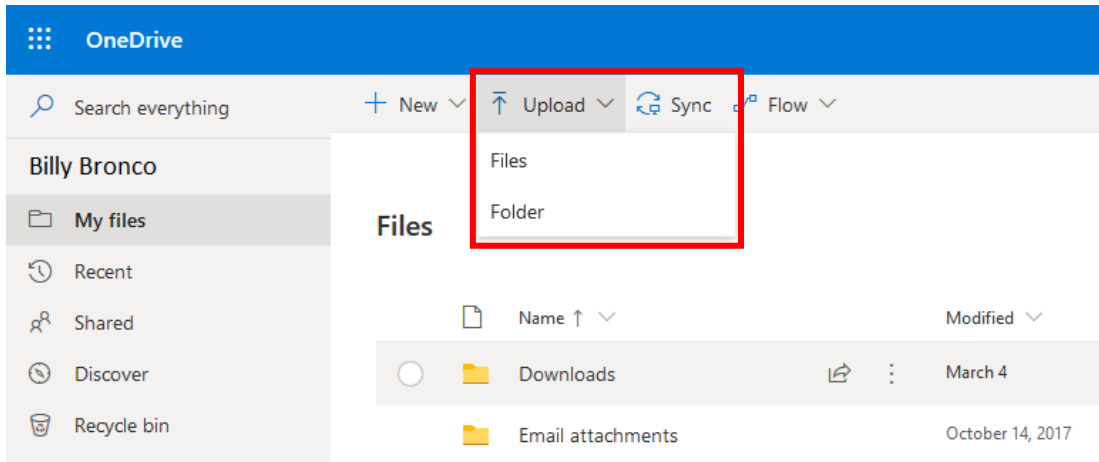 OneDrive
Search everything
New Upload Sync Flow
Billy Bronco
Files
Folder
My files
Files
Recent
Shared
Discover
Recycle bin
Name ↑ Modified
Downloads March 4
Email attachments October 14, 2017